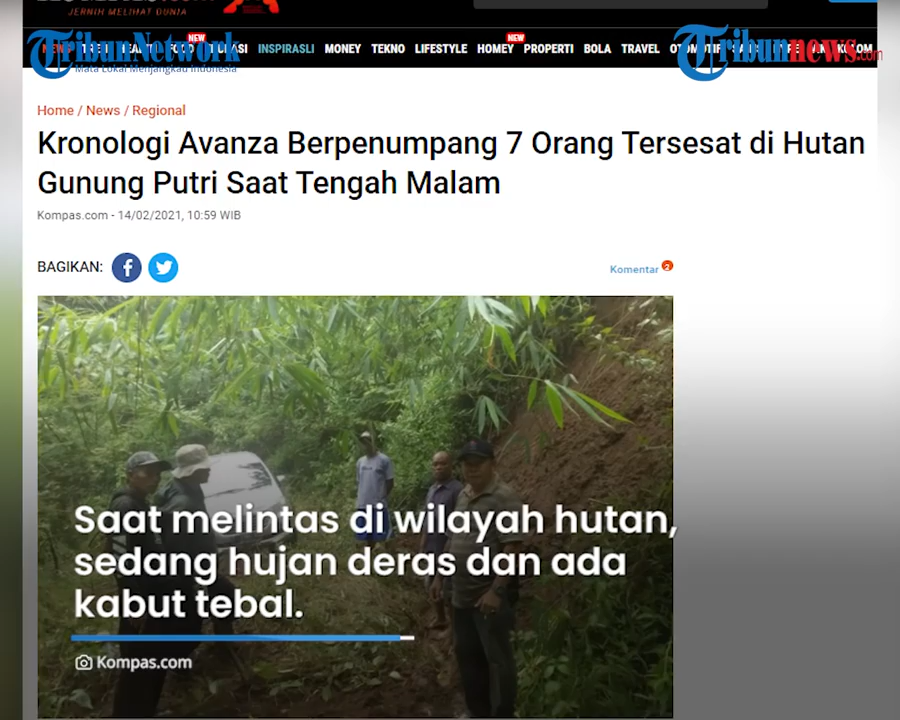 JERNIH MELIHAT DUNIA
TribunNetwork
Mata Lokal Menjangkau Indonesia
Tribunnews.com
NEW
NEW
INSPIRASLI MONEY TEKNO LIFESTYLE HOMEY PROPERTI BOLA TRAVEL
Home / News / Regional
Kronologi Avanza Berpenumpang 7 Orang Tersesat di Hutan
Gunung Putri Saat Tengah Malam
Kompas.com - 14/02/2021, 10:59 WIB
BAGIKAN:
Komentar 2
Saat melintas di wilayah hutan,
sedang hujan deras dan ada
kabut tebal.
Kompas.com